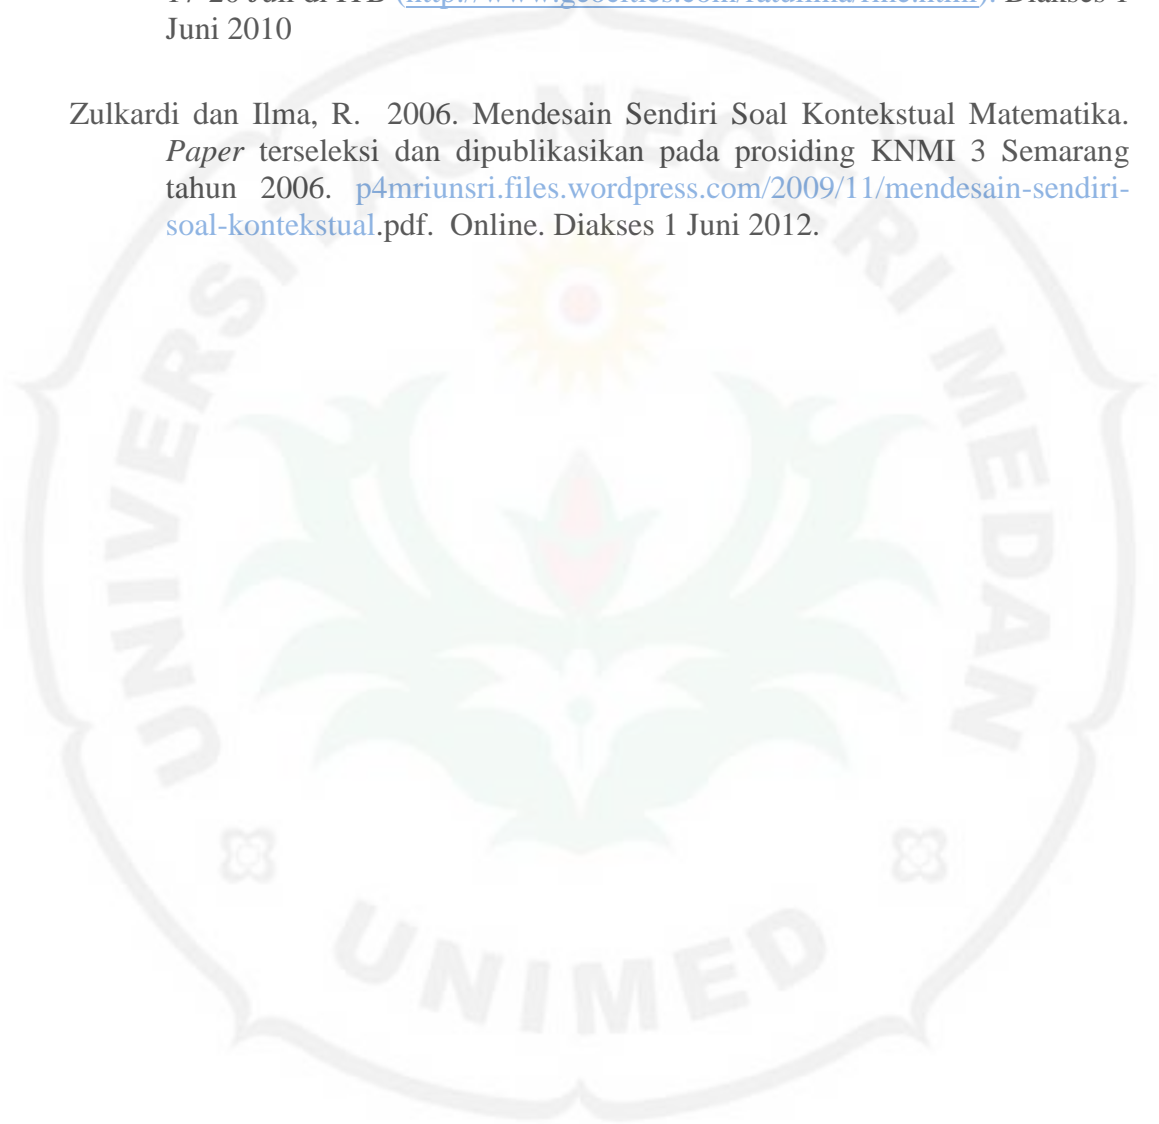 Juni 2010
Zulkardi dan Ilma, R. 2006. Mendesain Sendiri Soal Kontekstual Matematika.
Paper terseleksi dan dipublikasikan pada prosiding KNMI 3 Semarang
tahun 2006. p4mriunsri.files.wordpress.com/2009/11/mendesain-sendiri-
soal-kontekstual.pdf. Online. Diakses 1 Juni 2012.
UNIVERSITAS NEGERI MEDAN
UNIMED